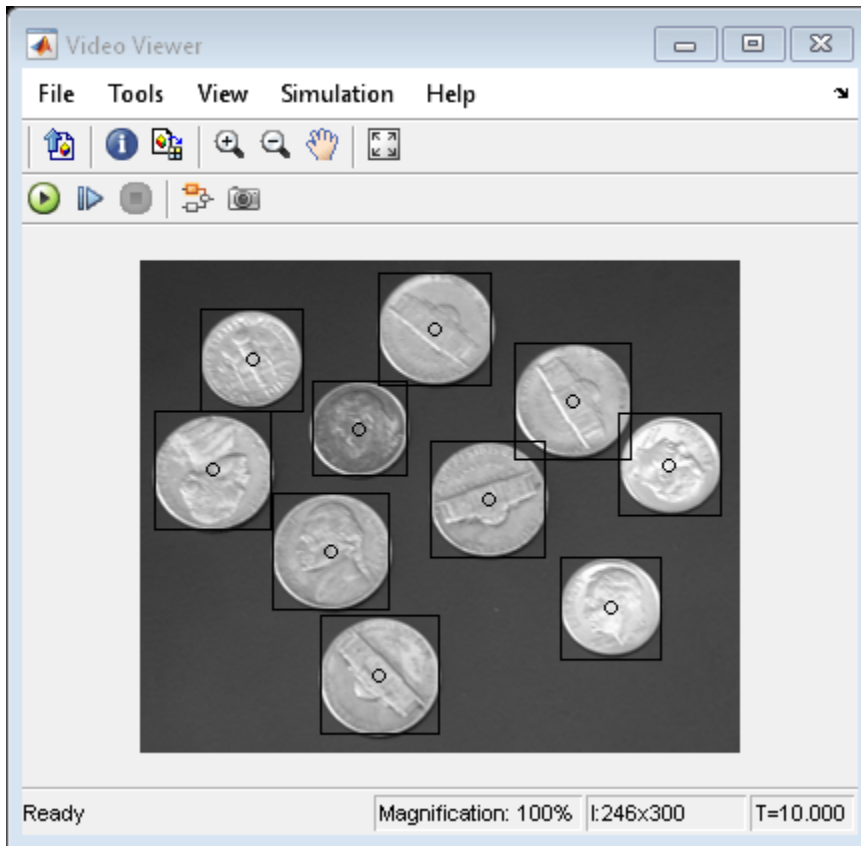 Video Viewer
File Tools View Simulation Help
Ready Magnification: 100% I:246x300 T=10.000